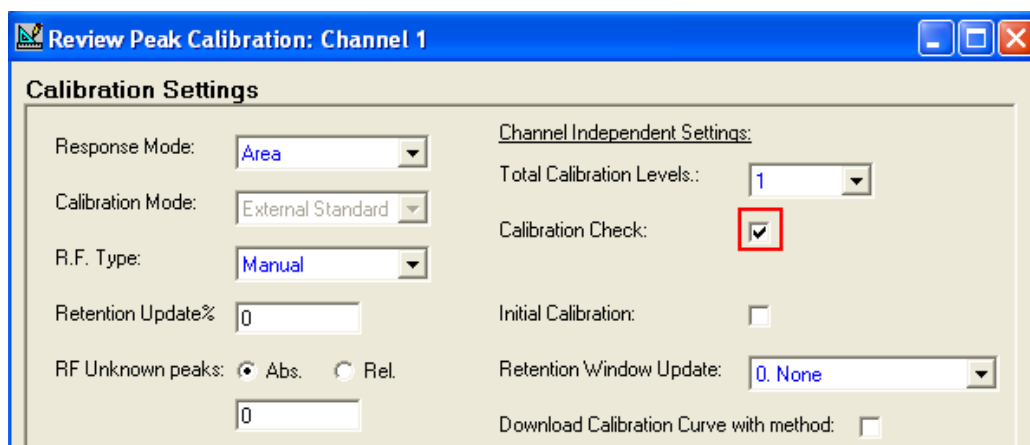 Review Peak Calibration: Channel 1
Calibration Settings
Response Mode: Area
Calibration Mode: External Standard
R.F. Type: Manual
Retention Update% 0
RF Unknown peaks: Abs. Rel.
0
Channel Independent Settings:
Total Calibration Levels.: 1
Calibration Check:
Initial Calibration:
Retention Window Update: 0. None
Download Calibration Curve with method: